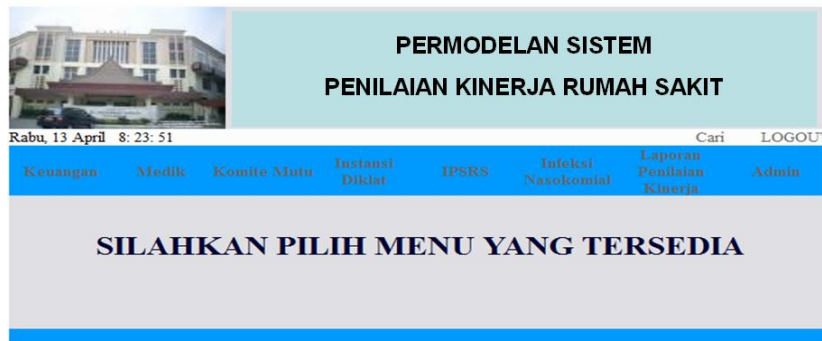 PERMODELAN SISTEM
PENILAIAN KINERJA RUMAH SAKIT
Rabu, 13 April 8: 23: 51 Cari LOGOUT
Keuangan Medik Komite Mutu Instansi Diklat IPSRS Infeksi Nasokomial Laporan Penilaian Kinerja Admin
SILAHKAN PILIH MENU YANG TERSEDIA